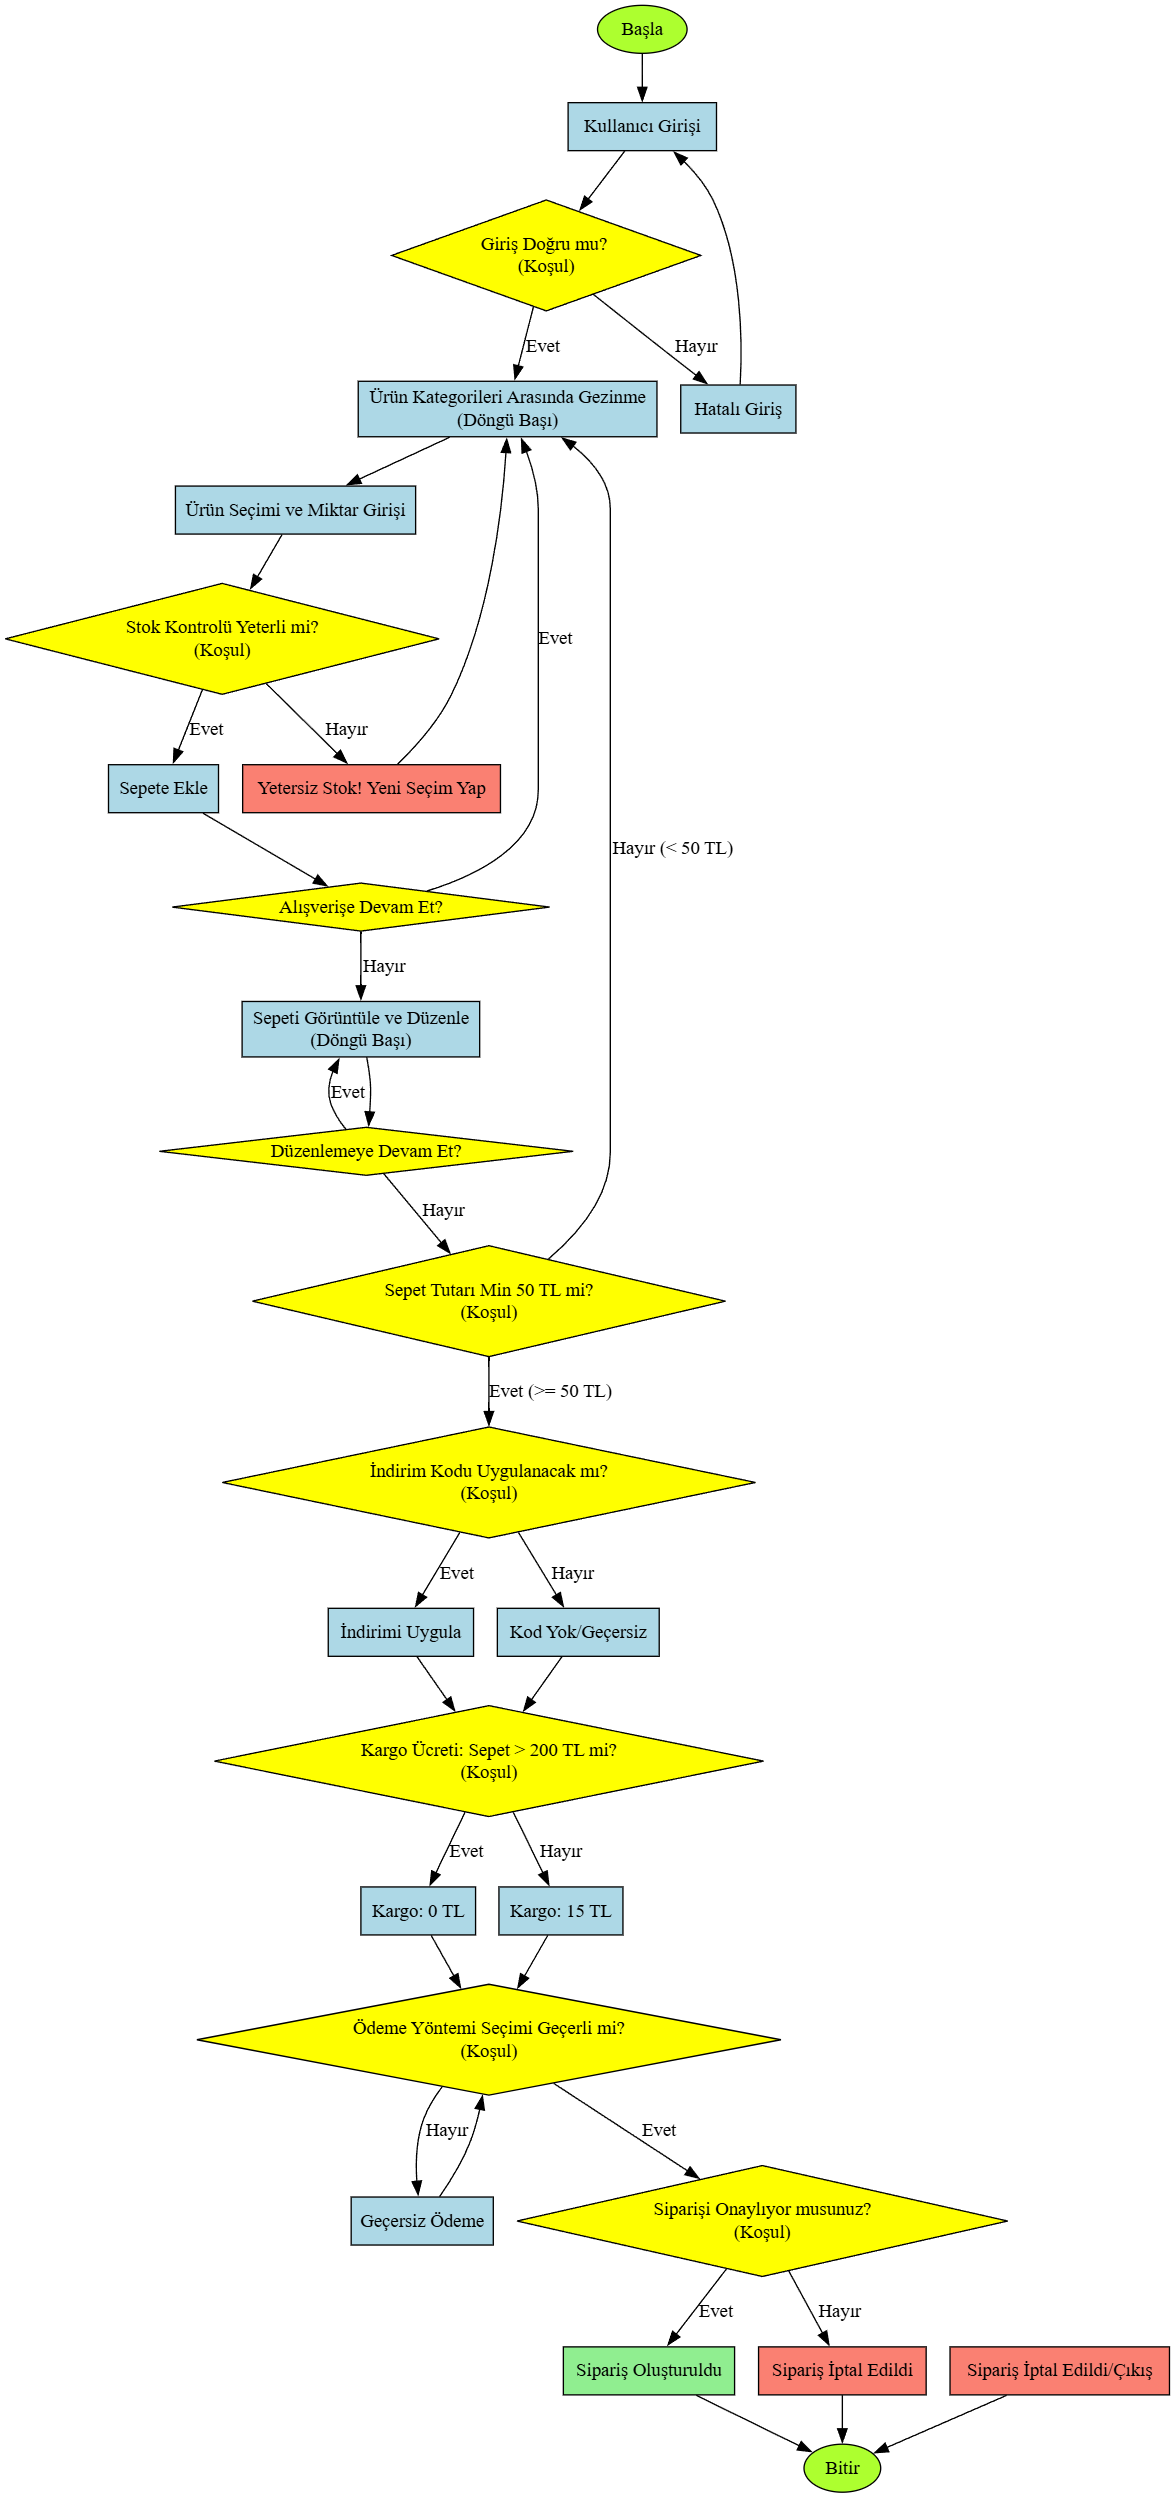 Başla
Kullanıcı Girişi
Giriş Doğru mu?
(Koşul)
Evet
Hayır
Ürün Kategorileri Arasında Gezinme
(Döngü Başı)
Hatalı Giriş
Ürün Seçimi ve Miktar Girişi
Stok Kontrolü Yeterli mi?
(Koşul)
Evet
Evet
Hayır
Sepete Ekle
Yetersiz Stok! Yeni Seçim Yap
Hayır (< 50 TL)
Alışverişe Devam Et?
Hayır
Sepeti Görüntüle ve Düzenle
(Döngü Başı)
Evet
Düzenlemeye Devam Et?
Hayır
Sepet Tutarı Min 50 TL mi?
(Koşul)
Evet (>= 50 TL)
İndirim Kodu Uygulanacak mı?
(Koşul)
Evet
Hayır
İndirimi Uygula
Kod Yok/Geçersiz
Kargo Ücreti: Sepet > 200 TL mi?
(Koşul)
Evet
Hayır
Kargo: 0 TL
Kargo: 15 TL
Ödeme Yöntemi Seçimi Geçerli mi?
(Koşul)
Hayır
Evet
Geçersiz Ödeme
Siparişi Onaylıyor musunuz?
(Koşul)
Evet
Hayır
Sipariş Oluşturuldu
Sipariş İptal Edildi
Sipariş İptal Edildi/Çıkış
Bitir